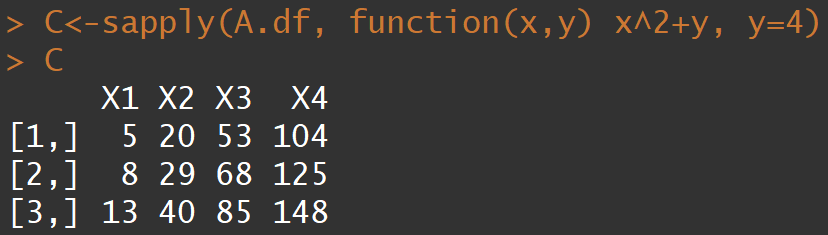 > C<-sapply(A.df, function(x,y) x^2+y, y=4)
> C
     X1 X2 X3  X4
[1,]  5 20 53 104
[2,]  8 29 68 125
[3,] 13 40 85 148